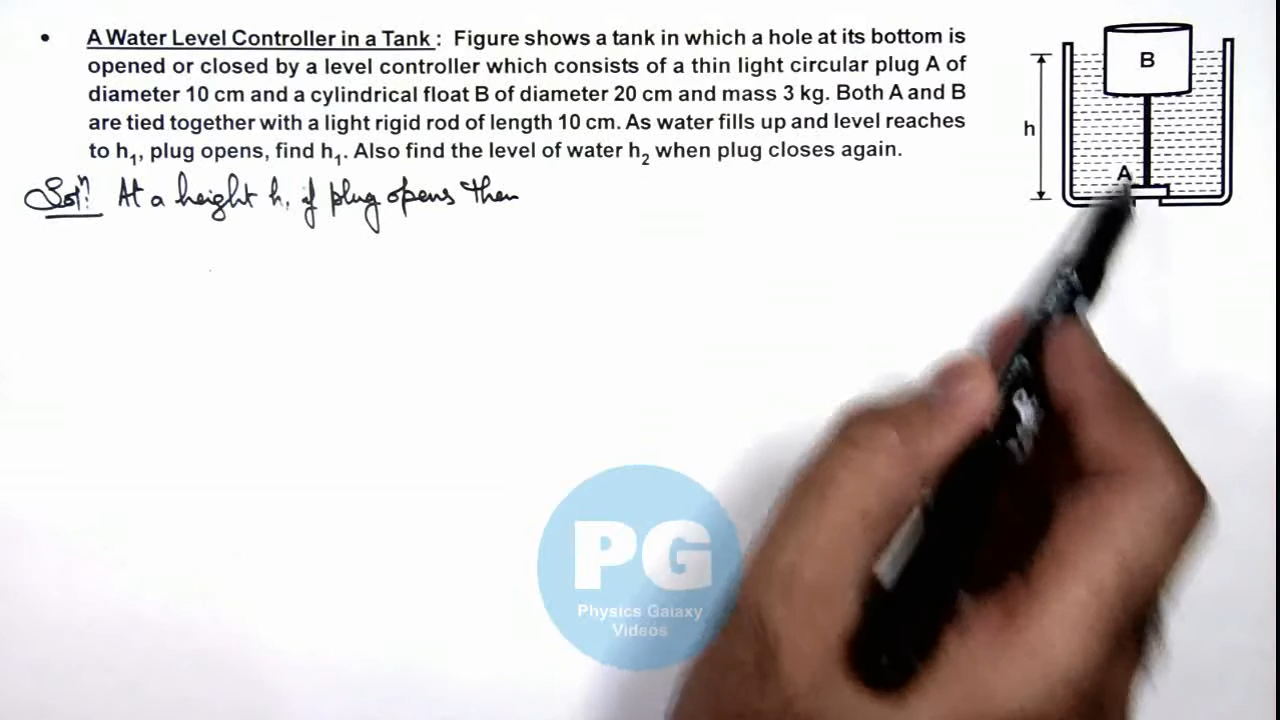 • A Water Level Controller in a Tank : Figure shows a tank in which a hole at its bottom is
opened or closed by a level controller which consists of a thin light circular plug A of
diameter 10 cm and a cylindrical float B of diameter 20 cm and mass 3 kg. Both A and B
are tied together with a light rigid rod of length 10 cm. As water fills up and level reaches
to h₁, plug opens, find h₁. Also find the level of water h₂ when plug closes again.
Solⁿ: At a height h, if plug opens then
B
h
A
PG
Physics Galaxy
Videos